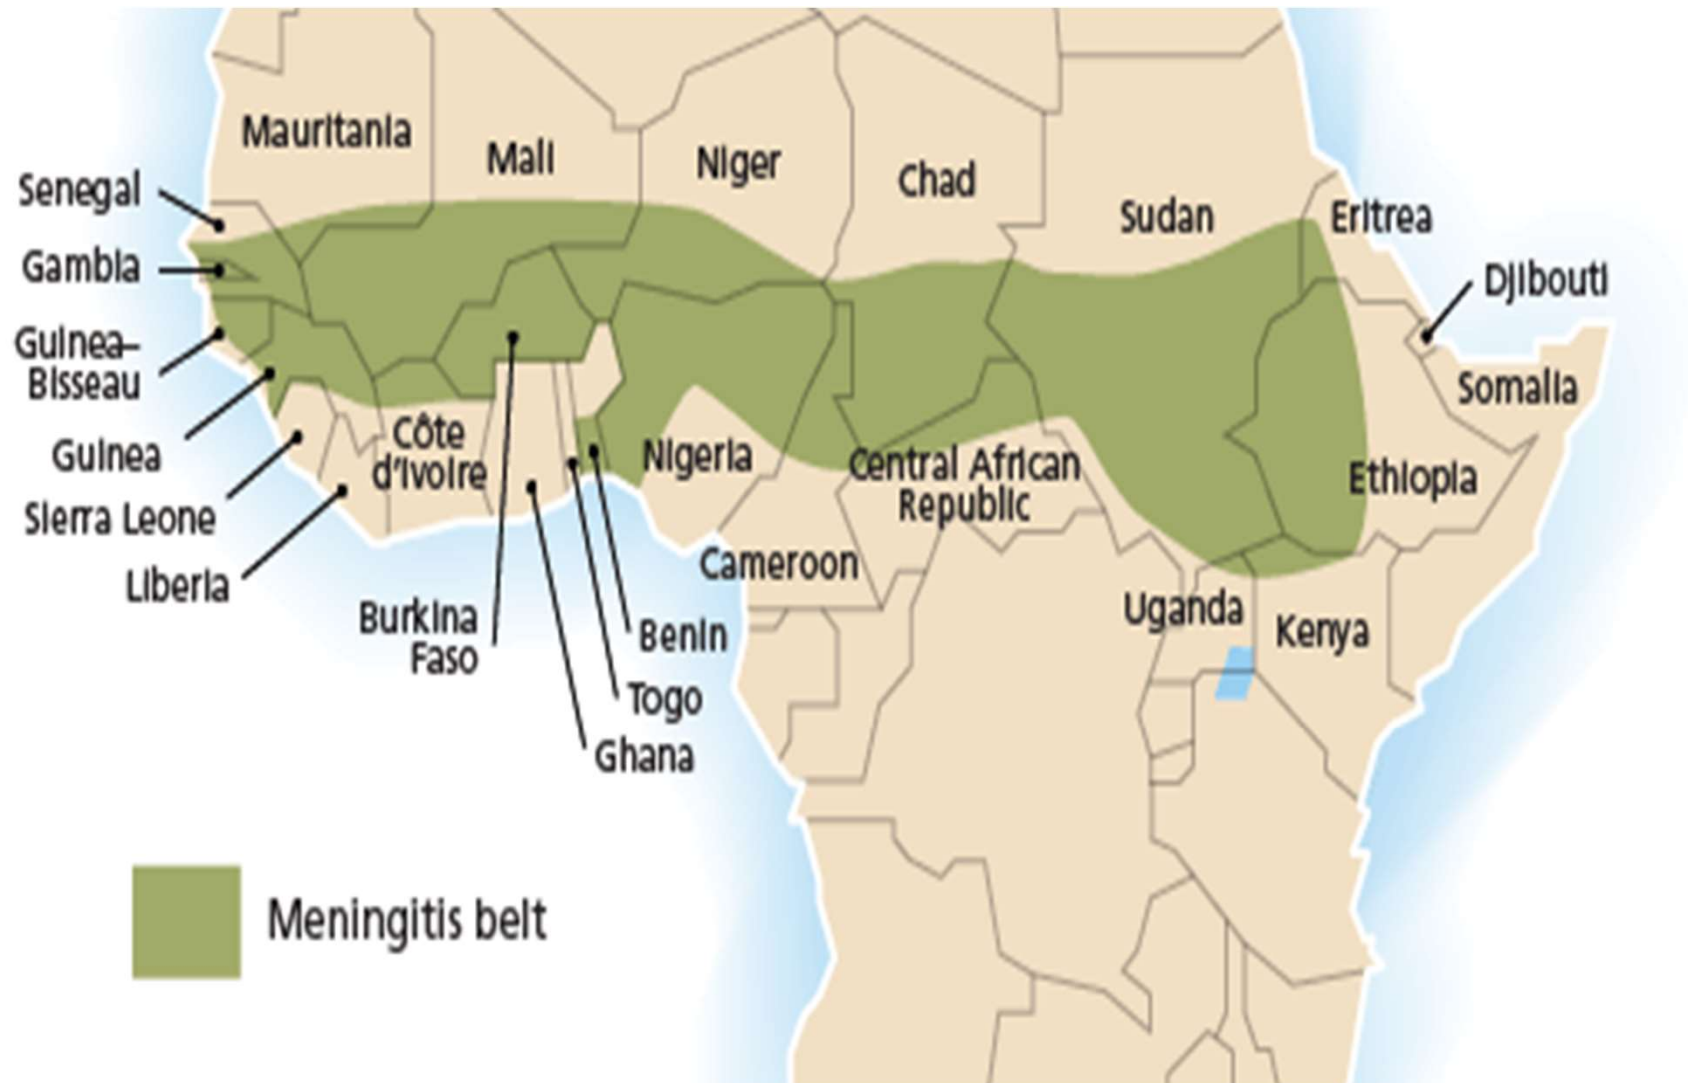 Mauritania
Mali
Niger
Chad
Sudan
Eritrea
Senegal
Gambia
Djibouti
Guinea–
Bisseau
Somalia
Guinea
Côte
d'Ivoire
Nigeria
Central African
Republic
Ethiopia
Sierra Leone
Liberia
Cameroon
Burkina
Faso
Benin
Uganda
Kenya
Togo
Ghana
Meningitis belt